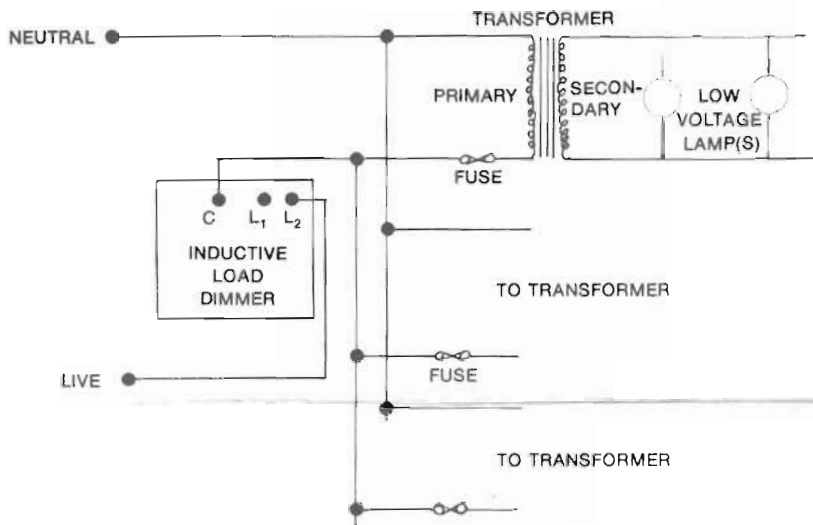 TRANSFORMER
NEUTRAL
PRIMARY
SECON-
DARY
LOW
VOLTAGE
LAMP(S)
FUSE
C L₁ L₂
INDUCTIVE
LOAD
DIMMER
TO TRANSFORMER
FUSE
LIVE
TO TRANSFORMER